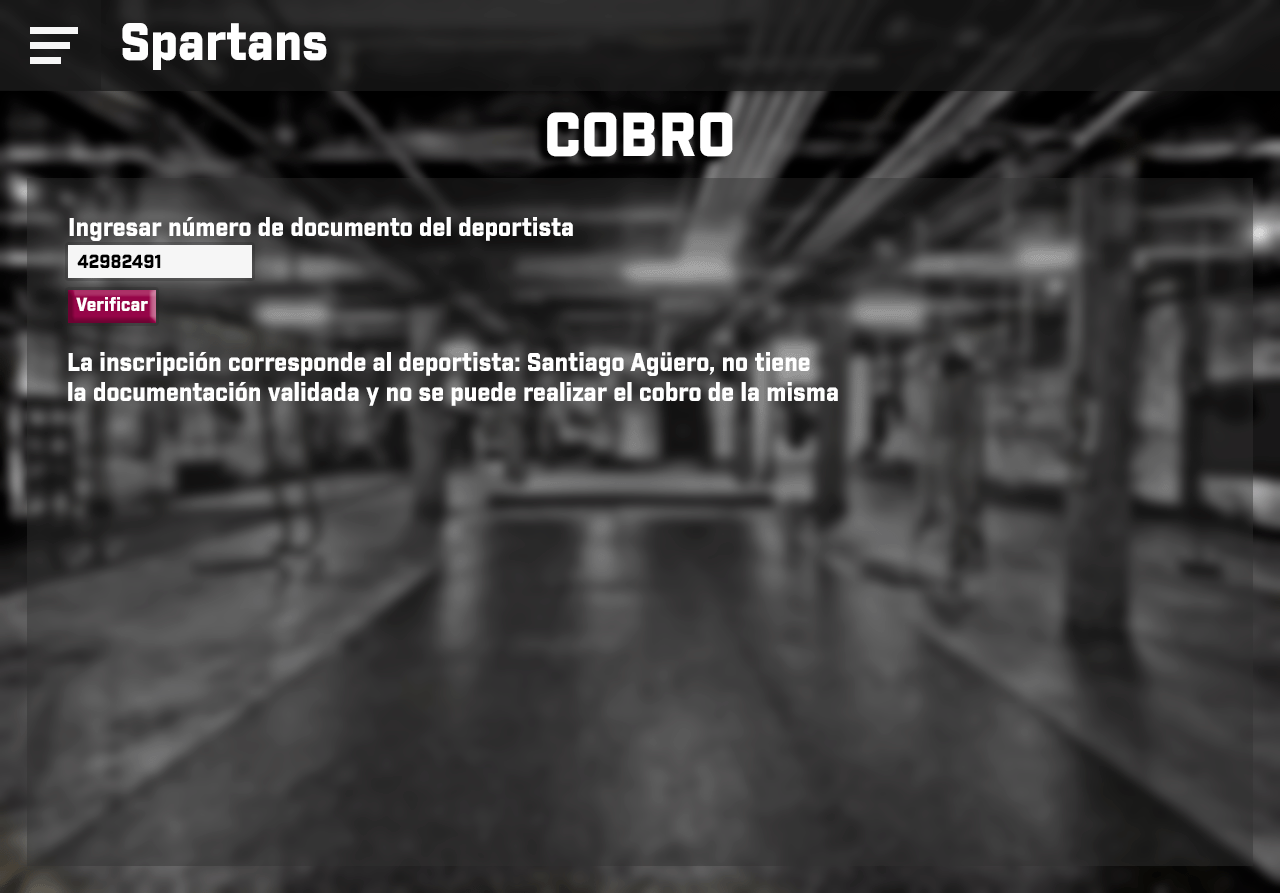 Spartans
COBRO
Ingresar número de documento del deportista
42982491
Verificar
La inscripción corresponde al deportista: Santiago Agüero, no tiene
la documentación validada y no se puede realizar el cobro de la misma